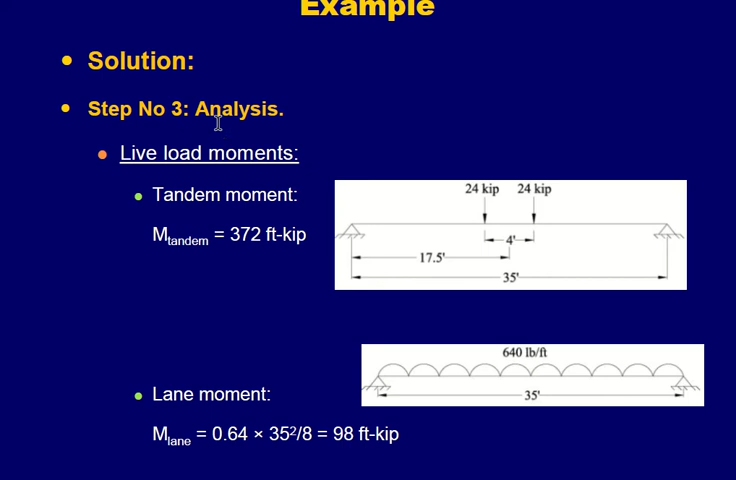 Example
Solution:
Step No 3: Analysis.
Live load moments:
Tandem moment:
24 kip 24 kip
Mtandem = 372 ft-kip
4'
17.5'
35'
640 lb/ft
Lane moment:
35'
Mlane = 0.64 × 35²/8 = 98 ft-kip